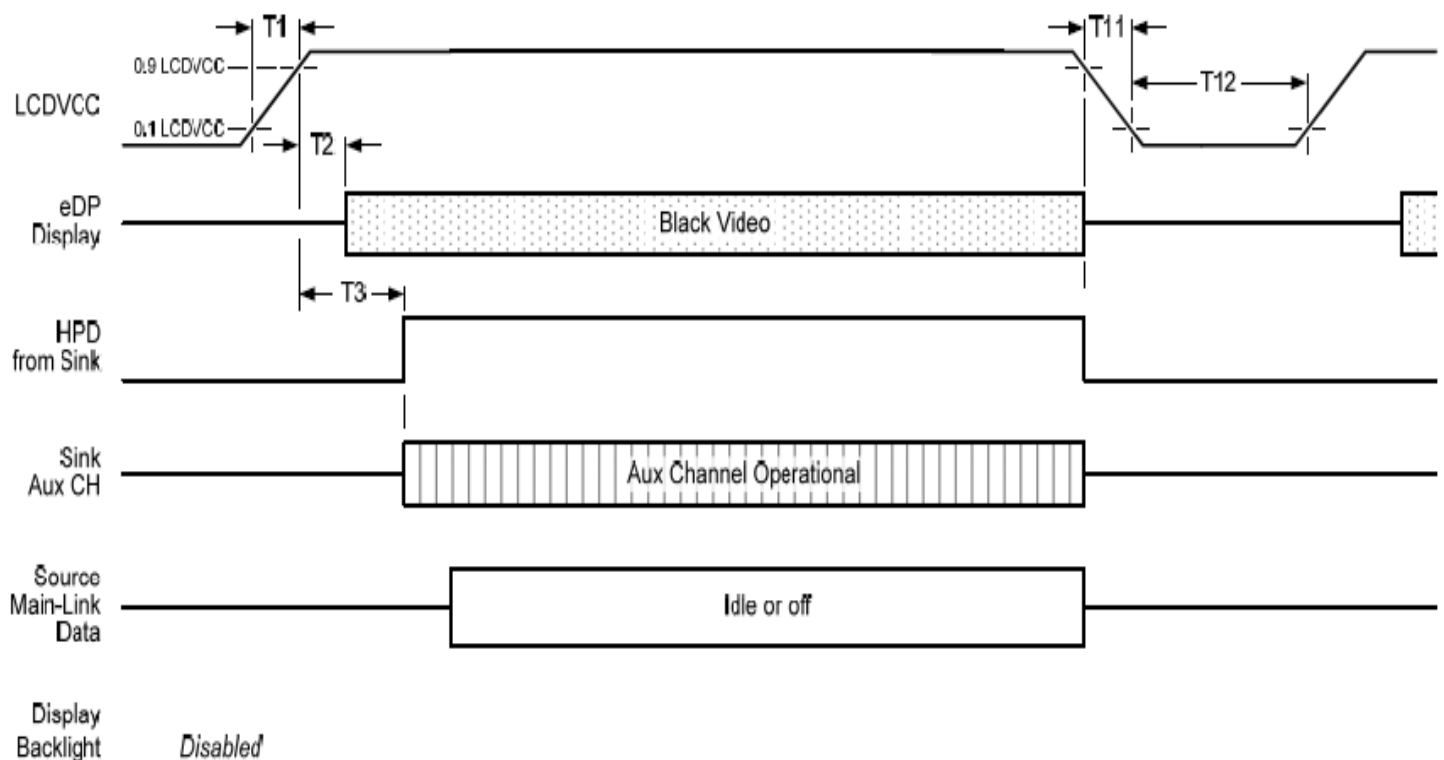 T1
T11
0.9 LCDVCC
LCDVCC
T12
0.1 LCDVCC
T2
eDP
Display
Black Video
T3
HPD
from Sink
Sink
Aux CH
Aux Channel Operational
Source
Main-Link
Data
Idle or off
Display
Backlight
Disabled